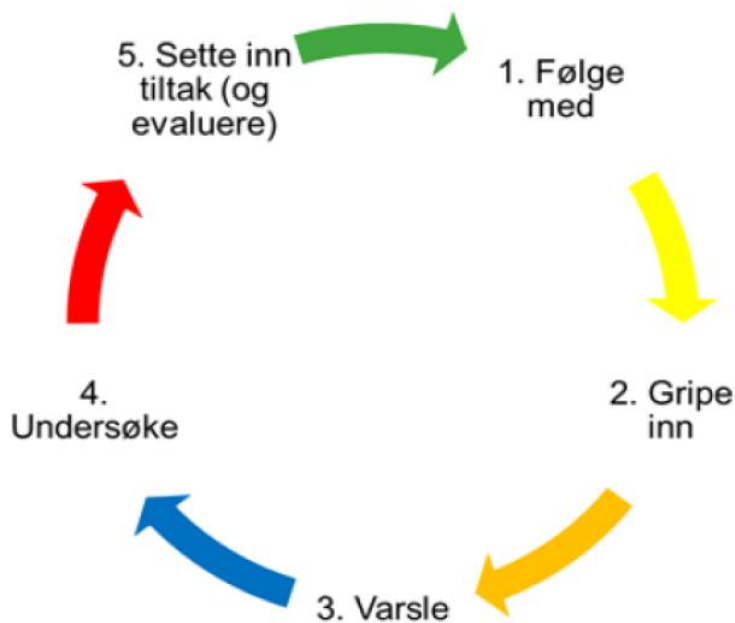 1. Følge
med
2. Gripe
inn
3. Varsle
4.
Undersøke
5. Sette inn
tiltak (og
evaluere)